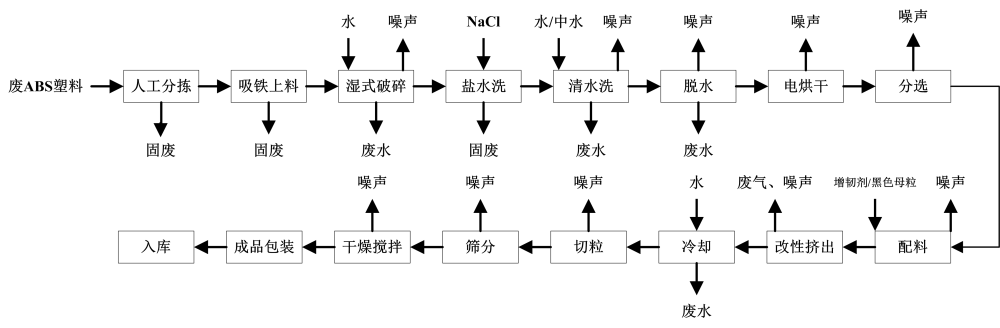 水 噪声 NaCl 水/中水 噪声 噪声 噪声 噪声
废ABS塑料 人工分拣 吸铁上料 湿式破碎 盐水洗 清水洗 脱水 电烘干 分选
固废 固废 废水 固废 废水 废水
噪声 噪声 噪声 水 废气、噪声 增韧剂/黑色母粒 噪声
入库 成品包装 干燥搅拌 筛分 切粒 冷却 改性挤出 配料
废水